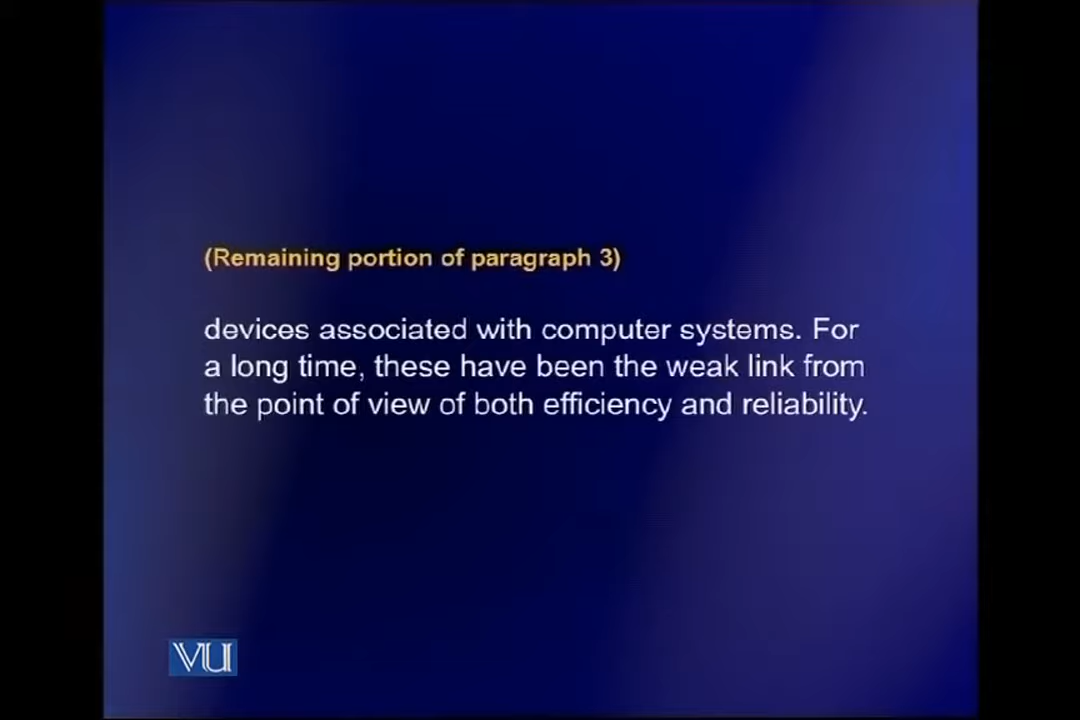 (Remaining portion of paragraph 3)
devices associated with computer systems. For
a long time, these have been the weak link from
the point of view of both efficiency and reliability.
VU